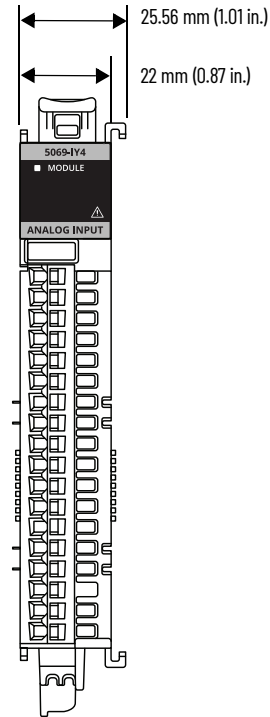 25.56 mm (1.01 in.)
22 mm (0.87 in.)
5069-IY4
MODULE
ANALOG INPUT